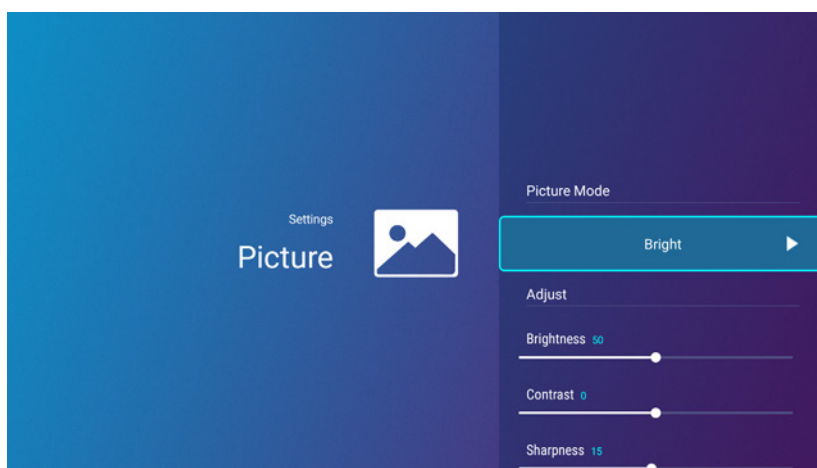 Settings
Picture
Picture Mode
Bright
Adjust
Brightness 50
Contrast 0
Sharpness 15